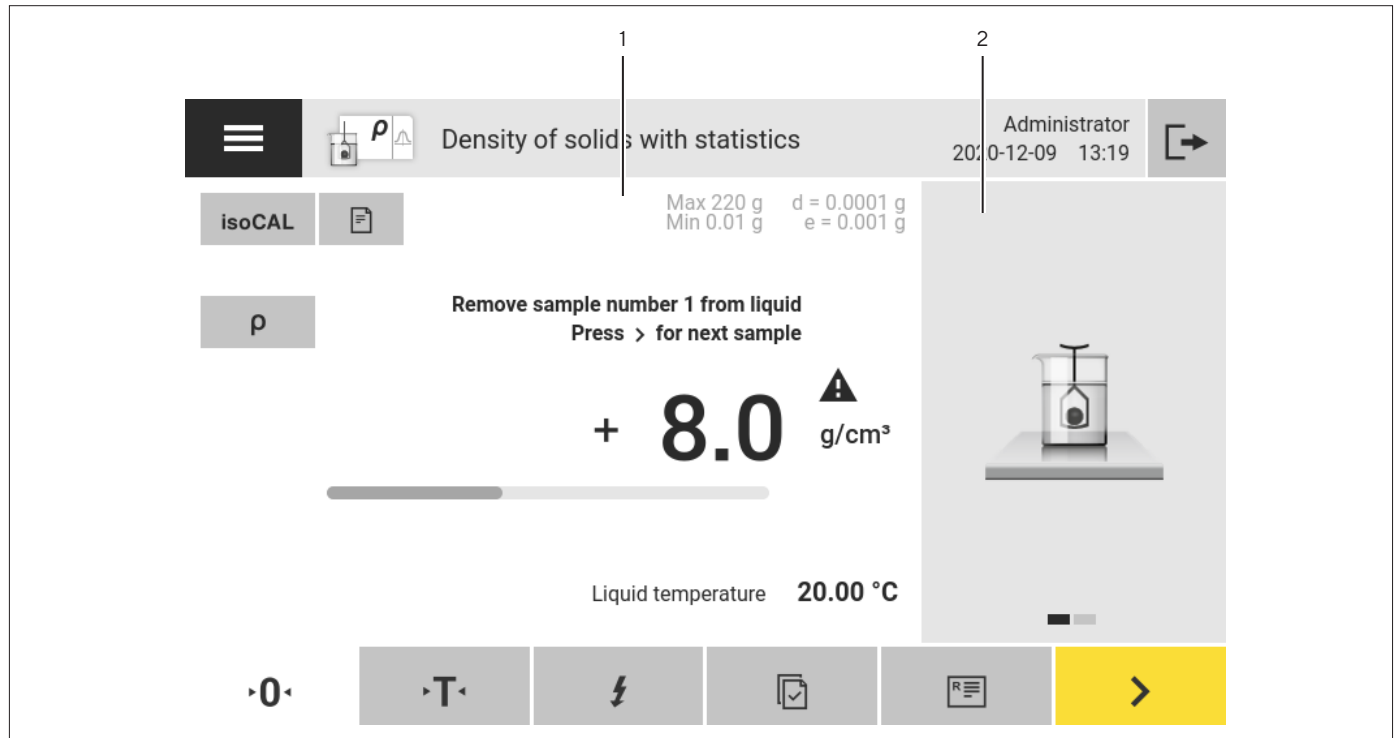 1 2
ρ Density of solids with statistics
Administrator
2020-12-09 13:19
isoCAL
Max 220 g d = 0.0001 g
Min 0.01 g e = 0.001 g
ρ
Remove sample number 1 from liquid
Press > for next sample
+ 8.0 g/cm³
Liquid temperature 20.00 °C
0 T R